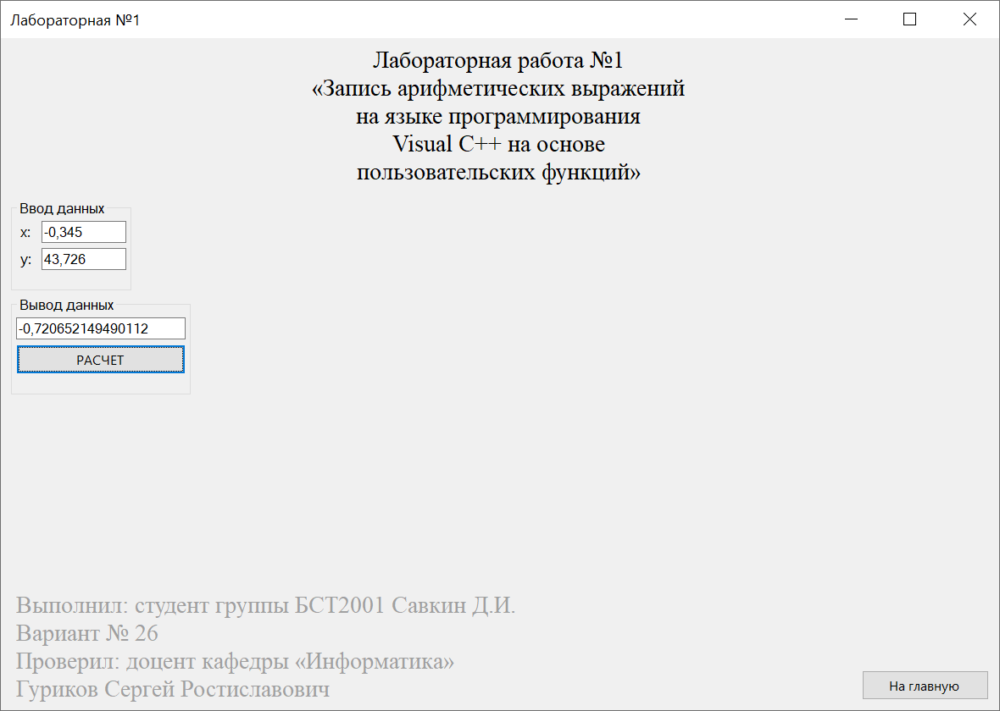 Лабораторная №1
Лабораторная работа №1
«Запись арифметических выражений
на языке программирования
Visual C++ на основе
пользовательских функций»
Ввод данных
x: -0,345
y: 43,726
Вывод данных
-0,720652149490112
РАСЧЕТ
Выполнил: студент группы БСТ2001 Савкин Д.И.
Вариант № 26
Проверил: доцент кафедры «Информатика»
Гуриков Сергей Ростиславович
На главную